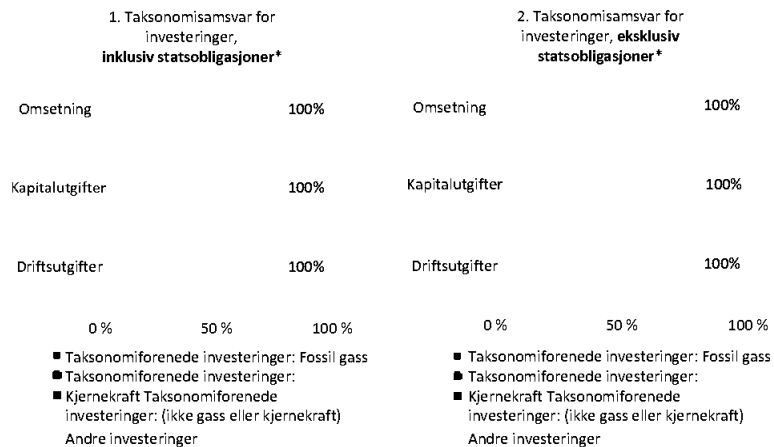 1. Taksonomisamsvar for
investeringer,
inklusiv statsobligasjoner*
Omsetning 100%
Kapitalutgifter 100%
Driftsutgifter 100%
0 % 50 % 100 %
■ Taksonomiforenede investeringer: Fossil gass
■ Taksonomiforenede investeringer:
■ Kjernekraft Taksonomiforenede
investeringer: (ikke gass eller kjernekraft)
Andre investeringer
2. Taksonomisamsvar for
investeringer, eksklusiv
statsobligasjoner*
Omsetning 100%
Kapitalutgifter 100%
Driftsutgifter 100%
0 % 50 % 100 %
■ Taksonomiforenede investeringer: Fossil gass
■ Taksonomiforenede investeringer:
■ Kjernekraft Taksonomiforenede
investeringer: (ikke gass eller kjernekraft)
Andre investeringer